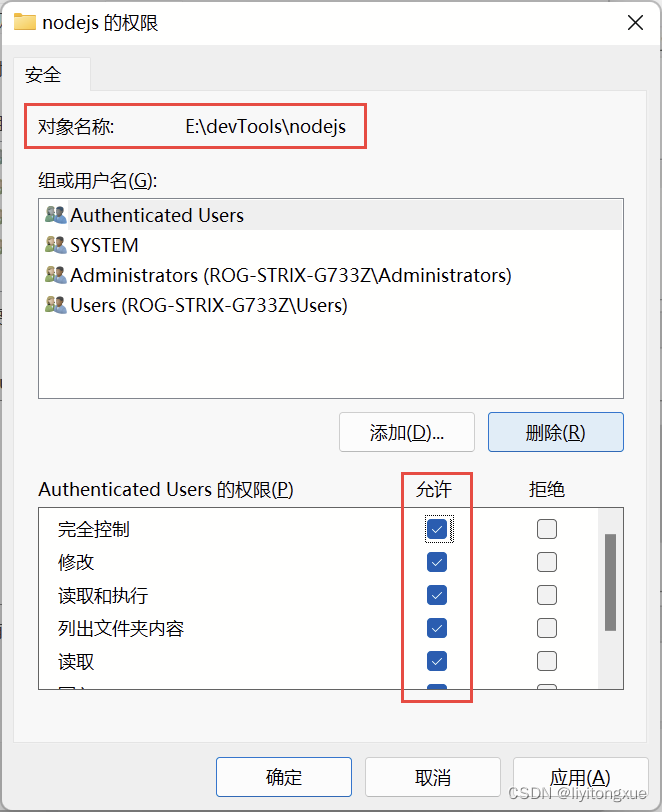 nodejs 的权限
安全
对象名称: E:\devTools\nodejs
组或用户名(G):
Authenticated Users
SYSTEM
Administrators (ROG-STRIX-G733Z\Administrators)
Users (ROG-STRIX-G733Z\Users)
添加(D)... 删除(R)
Authenticated Users 的权限(P) 允许 拒绝
完全控制
修改
读取和执行
列出文件夹内容
读取
确定 取消 应用(A)
CSDN @liyitongxue